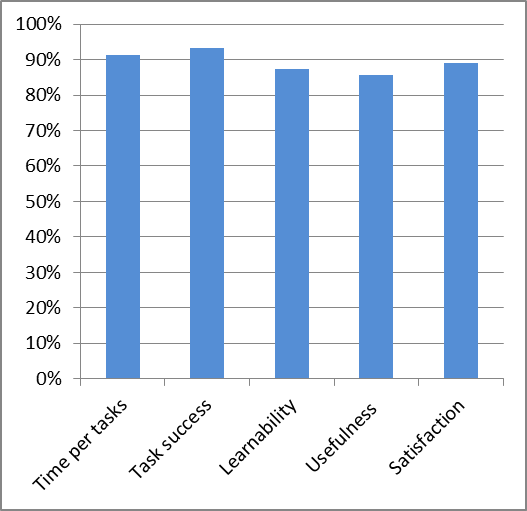 100%
90%
80%
70%
60%
50%
40%
30%
20%
10%
0%
Time per tasks
Task success
Learnability
Usefulness
Satisfaction